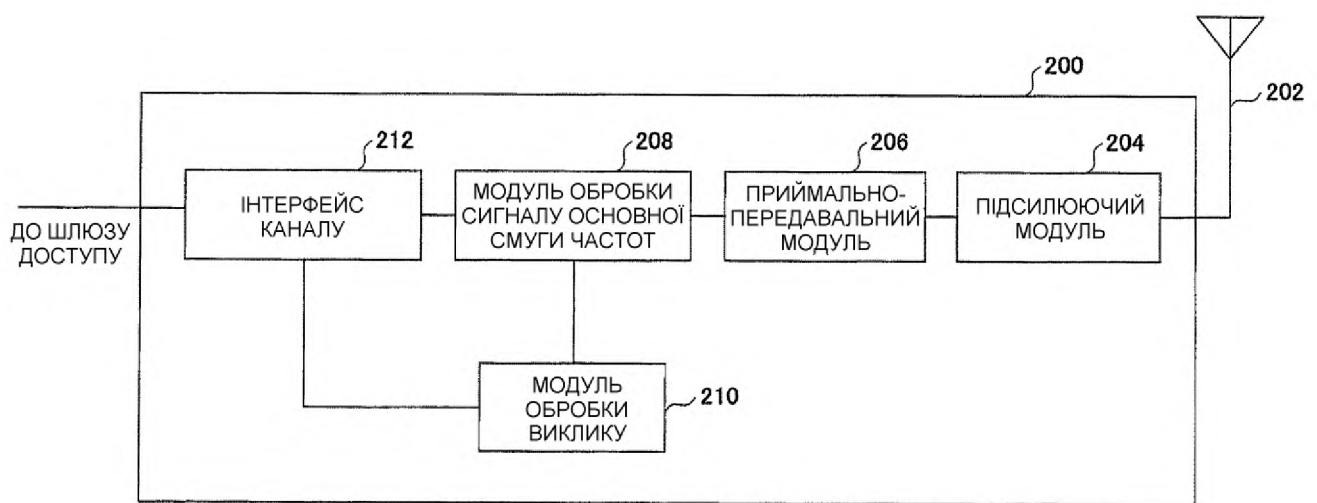 200
202
212
208
206
204
ІНТЕРФЕЙС
КАНАЛУ
МОДУЛЬ ОБРОБКИ
СИГНАЛУ ОСНОВНОЇ
СМУГИ ЧАСТОТ
ПРИЙМАЛЬНО-
ПЕРЕДАВАЛЬНИЙ
МОДУЛЬ
ПІДСИЛЮЮЧИЙ
МОДУЛЬ
ДО ШЛЮЗУ
ДОСТУПУ
МОДУЛЬ
ОБРОБКИ
ВИКЛИКУ
210